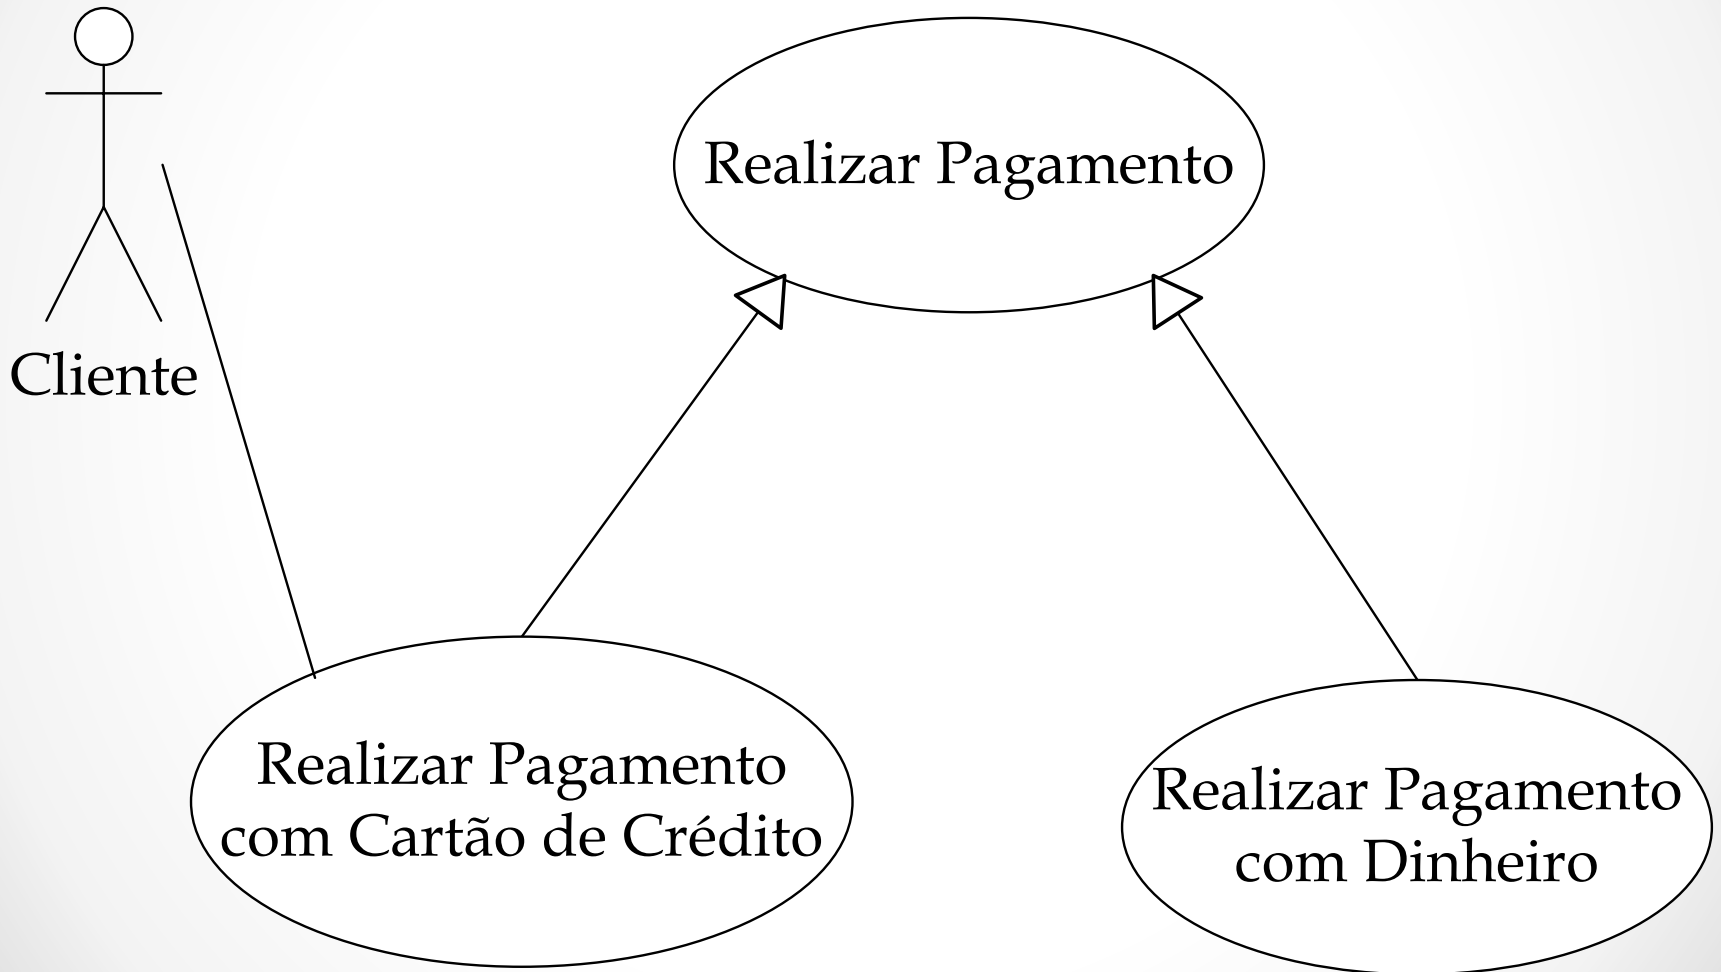 Realizar Pagamento
Cliente
Realizar Pagamento
com Cartão de Crédito
Realizar Pagamento
com Dinheiro